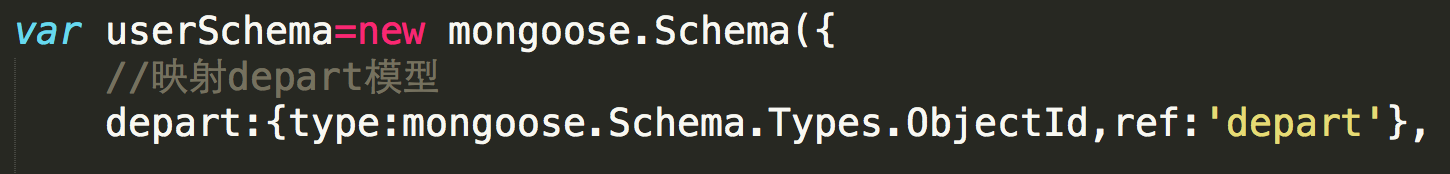 var userSchema=new mongoose.Schema({
//映射depart模型
depart:{type:mongoose.Schema.Types.ObjectId,ref:'depart'},